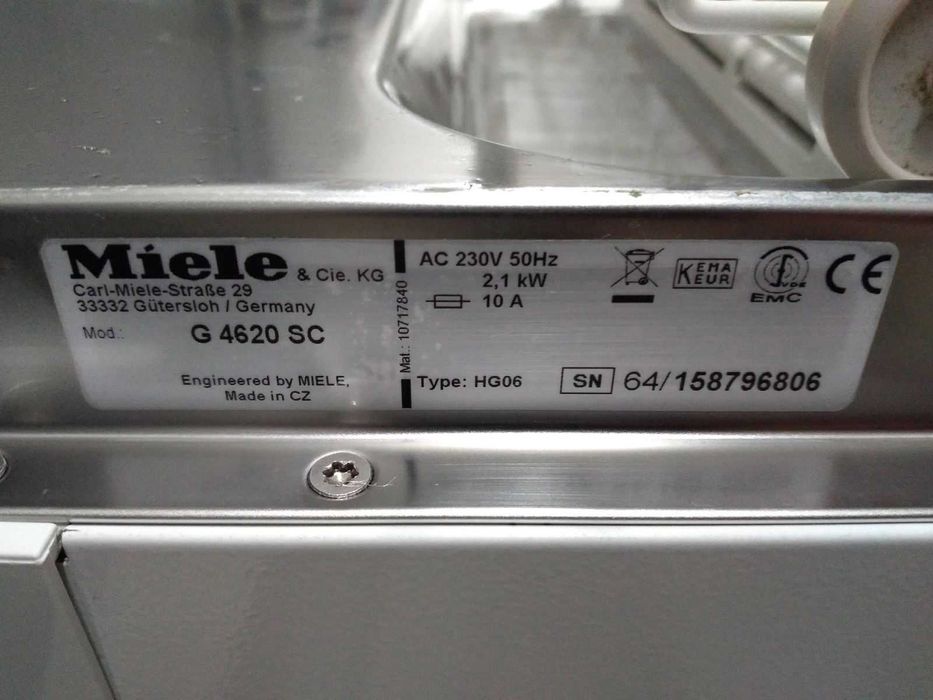 Miele & Cie. KG
Carl-Miele-Straße 29
33332 Gütersloh / Germany
Mod.: G 4620 SC
Engineered by MIELE,
Made in CZ
Mat.: 10717840
AC 230V 50Hz
2,1 kW
10 A
Type: HG06
SN 64/158796806
KEMA
KEUR
VDE
EMC
CE